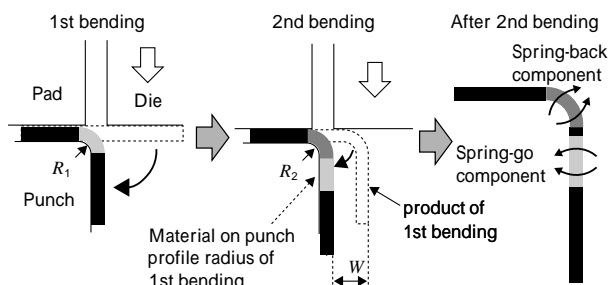 1st bending
2nd bending
After 2nd bending
Pad
Die
R1
Punch
R2
Material on punch
profile radius of
1st bending
product of
1st bending
W
Spring-back
component
Spring-go
component